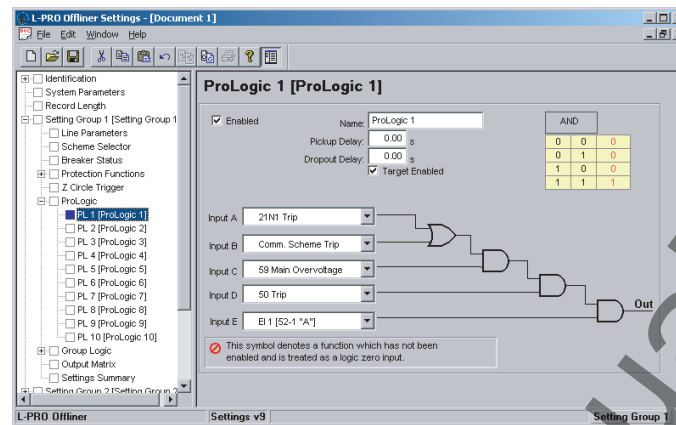 L-PRO Offliner Settings - [Document 1]
File Edit Window Help
Identification
System Parameters
Record Length
Setting Group 1 [Setting Group 1
Line Parameters
Scheme Selector
Breaker Status
Protection Functions
Z Circle Trigger
ProLogic
PL 1 [ProLogic 1]
PL 2 [ProLogic 2]
PL 3 [ProLogic 3]
PL 4 [ProLogic 4]
PL 5 [ProLogic 5]
PL 6 [ProLogic 6]
PL 7 [ProLogic 7]
PL 8 [ProLogic 8]
PL 9 [ProLogic 9]
PL 10 [ProLogic 10]
Group Logic
Output Matrix
Settings Summary
Setting Group 2 [Setting Group 2
ProLogic 1 [ProLogic 1]
Enabled
Name: ProLogic 1
Pickup Delay: 0.00 s
Dropout Delay: 0.00 s
Target Enabled
AND
0 0 0
0 1 0
1 0 0
1 1 1
Input A 21N1 Trip
Input B Comm. Scheme Trip
Input C 59 Main Overvoltage
Input D 50 Trip
Input E EI 1 [52-1 "A"]
Out
This symbol denotes a function which has not been
enabled and is treated as a logic zero input.
L-PRO Offliner Settings v9 Setting Group 1